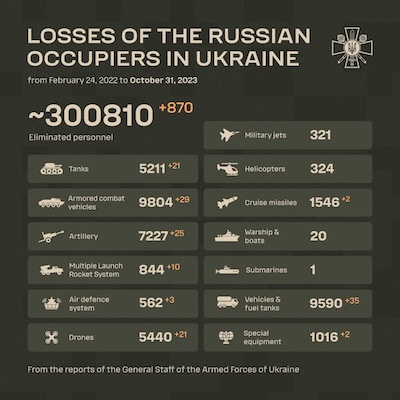 LOSSES OF THE RUSSIAN
OCCUPIERS IN UKRAINE
from February 24, 2022 to October 31, 2023
~300810 +870
Eliminated personnel
Military jets 321
Tanks 5211 +21
Helicopters 324
Armored combat
vehicles 9804 +29
Cruise missiles 1546 +2
Artillery 7227 +25
Warship &
boats 20
Multiple Launch
Rocket System 844 +10
Submarines 1
Air defence
system 562 +3
Vehicles &
fuel tanks 9590 +35
Drones 5440 +21
Special
equipment 1016 +2
From the reports of the General Staff of the Armed Forces of Ukraine